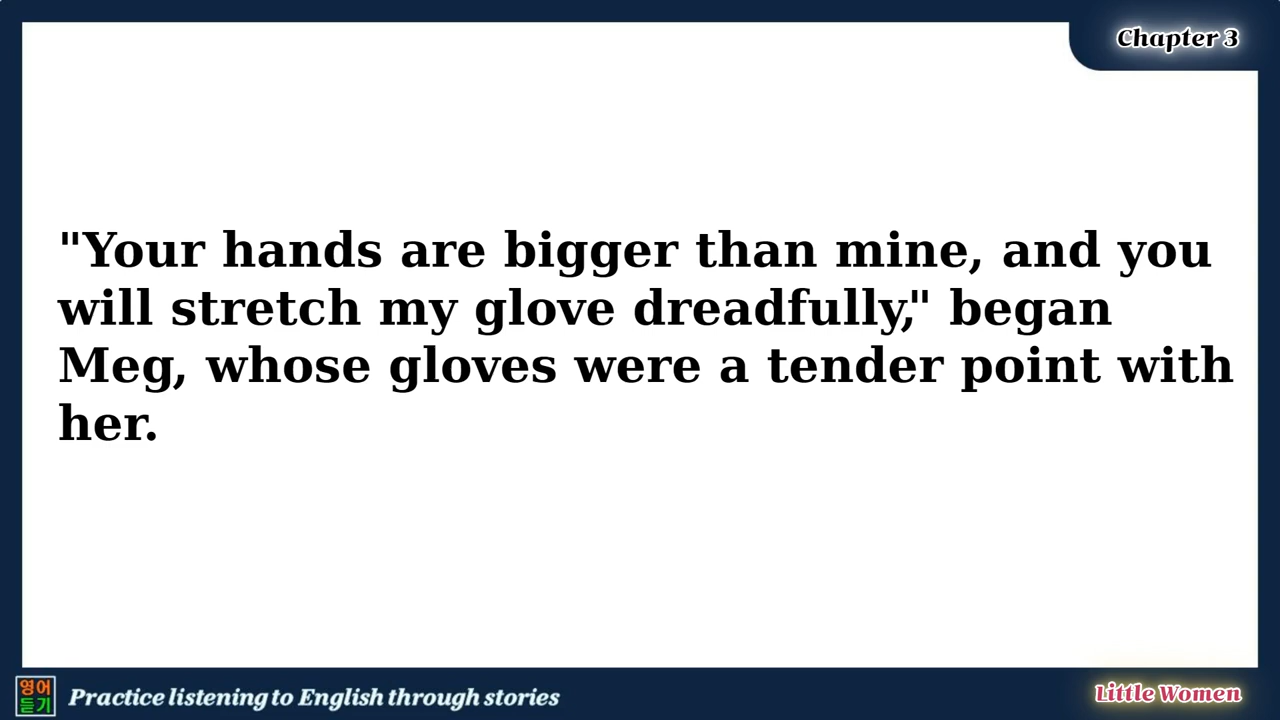 Chapter 3
"Your hands are bigger than mine, and you
will stretch my glove dreadfully," began
Meg, whose gloves were a tender point with
her.
영어
듣기
Practice listening to English through stories
Little Women